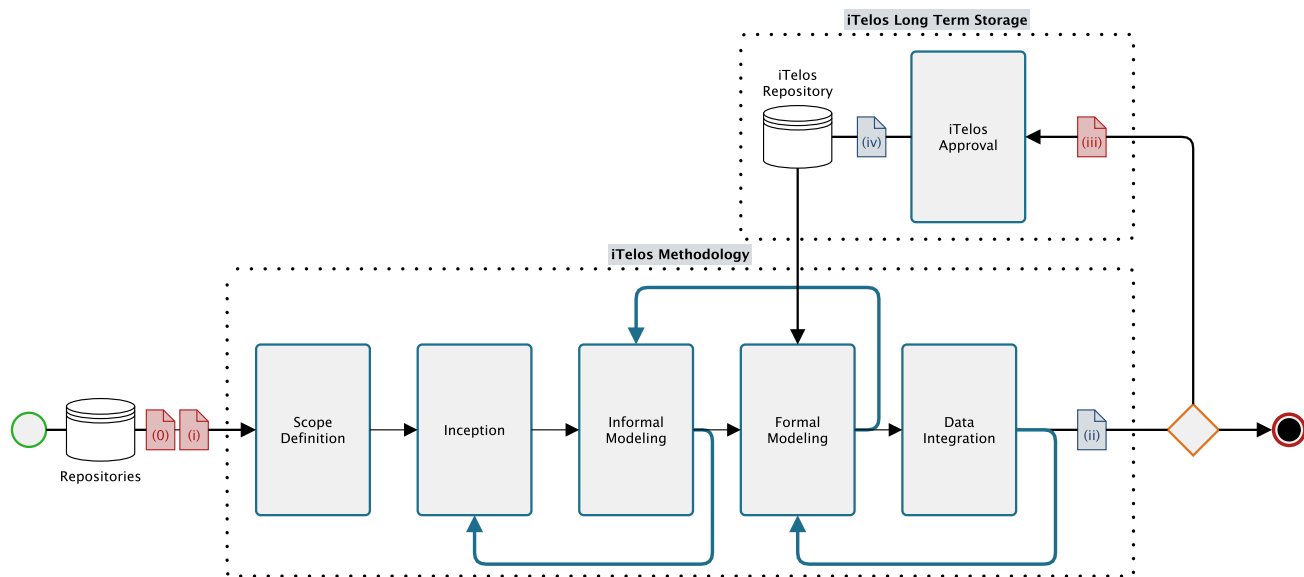 iTelos Long Term Storage
iTelos
Repository
(iv)
iTelos
Approval
(iii)
iTelos Methodology
Repositories
(0)
(i)
Scope
Definition
Inception
Informal
Modeling
Formal
Modeling
Data
Integration
(ii)